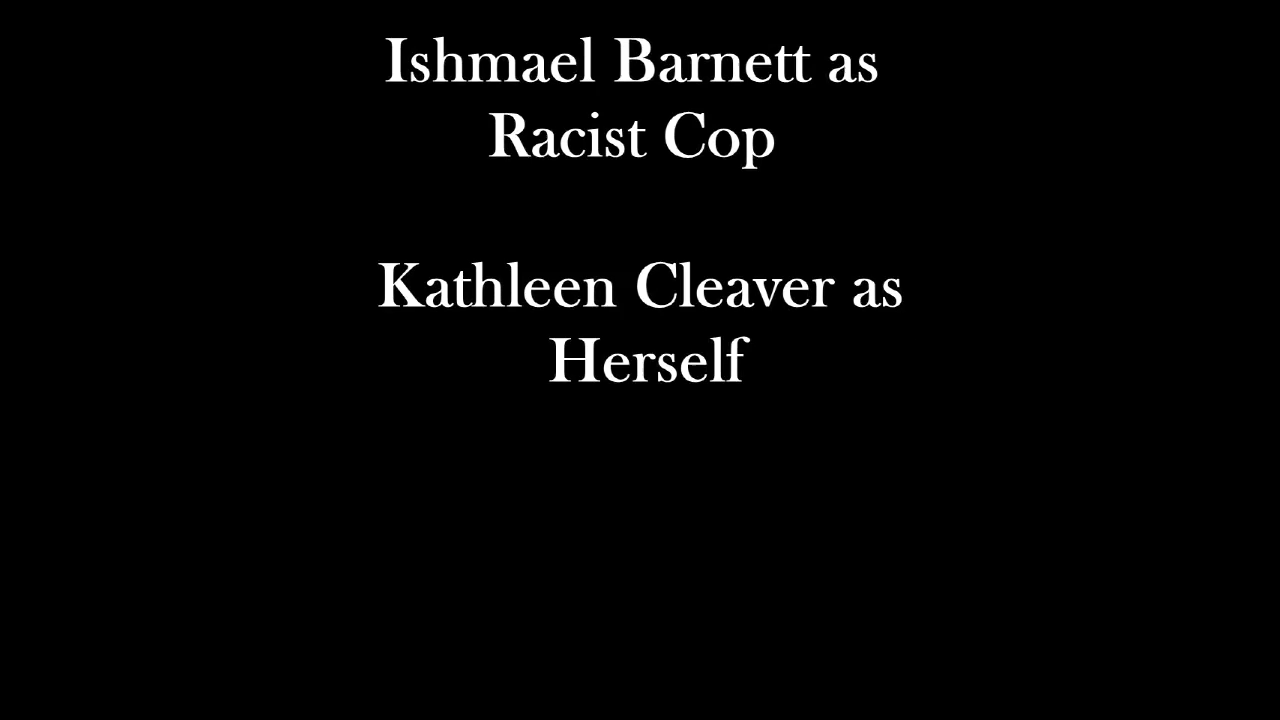 Ishmael Barnett as
Racist Cop
Kathleen Cleaver as
Herself